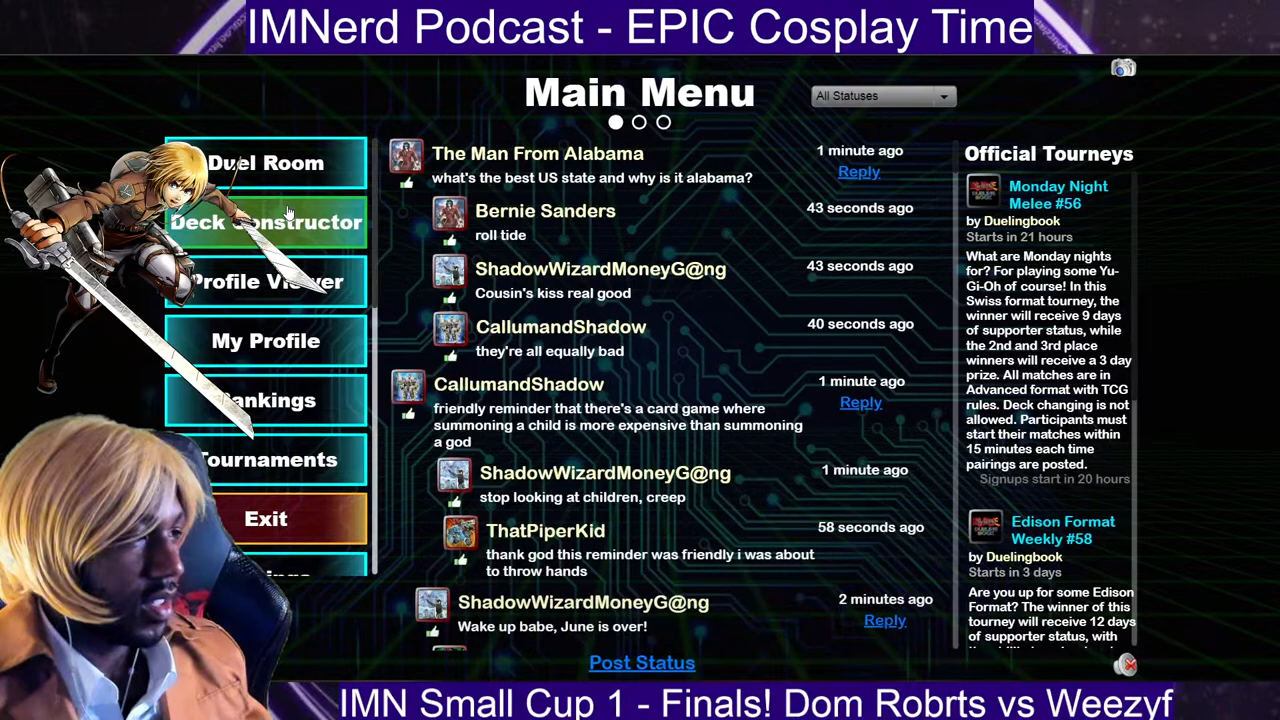 IMNerd Podcast - EPIC Cosplay Time
Main Menu
All Statuses
Duel Room
Deck Constructor
Profile Viewer
My Profile
Rankings
Tournaments
Exit
The Man From Alabama
1 minute ago
what's the best US state and why is it alabama?
Reply
Bernie Sanders
43 seconds ago
roll tide
ShadowWizardMoneyG@ng
43 seconds ago
Cousin's kiss real good
CallumandShadow
40 seconds ago
they're all equally bad
CallumandShadow
1 minute ago
friendly reminder that there's a card game where
Reply
summoning a child is more expensive than summoning
a god
ShadowWizardMoneyG@ng
1 minute ago
stop looking at children, creep
ThatPiperKid
58 seconds ago
thank god this reminder was friendly i was about
to throw hands
ShadowWizardMoneyG@ng
2 minutes ago
Wake up babe, June is over!
Reply
Post Status
Official Tourneys
Monday Night
Melee #56
by Duelingbook
Starts in 21 hours
What are Monday nights
for? For playing some Yu-
Gi-Oh of course! In this
Swiss format tourney, the
winner will receive 9 days
of supporter status, while
the 2nd and 3rd place
winners will receive a 3 day
prize. All matches are in
Advanced format with TCG
rules. Deck changing is not
allowed. Participants must
start their matches within
15 minutes each time
pairings are posted.
Signups start in 20 hours
Edison Format
Weekly #58
by Duelingbook
Starts in 3 days
Are you up for some Edison
Format? The winner of this
tourney will receive 12 days
of supporter status, with
IMN Small Cup 1 - Finals! Dom Robrts vs Weezyf